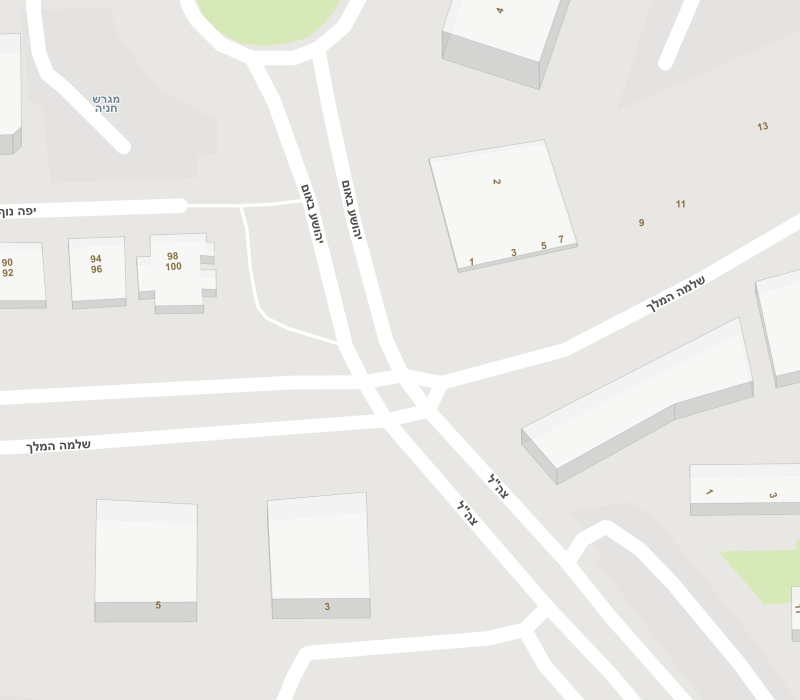 4
מגרש
חניה
13
2
יהושע באום
יהושע באום
יפה נוף
11
9
7
5
3
1
90
92
94
96
98
100
שלמה המלך
שלמה המלך
צה"ל
צה"ל
1
3
5
3